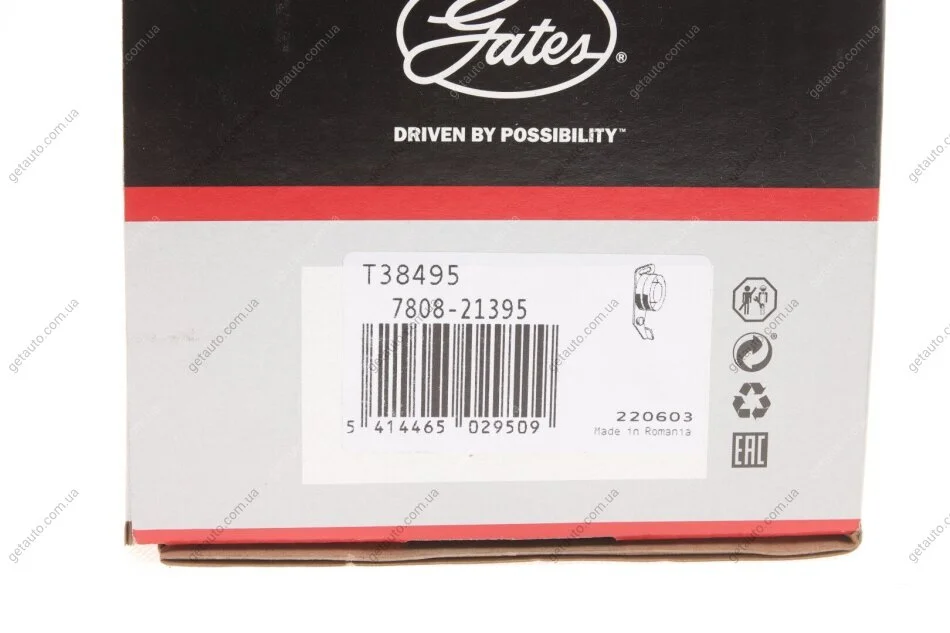 Gates®
DRIVEN BY POSSIBILITY™
T38495
7808-21395
5 414465 029509
220603
Made in Romania
EAC
getauto.com.ua